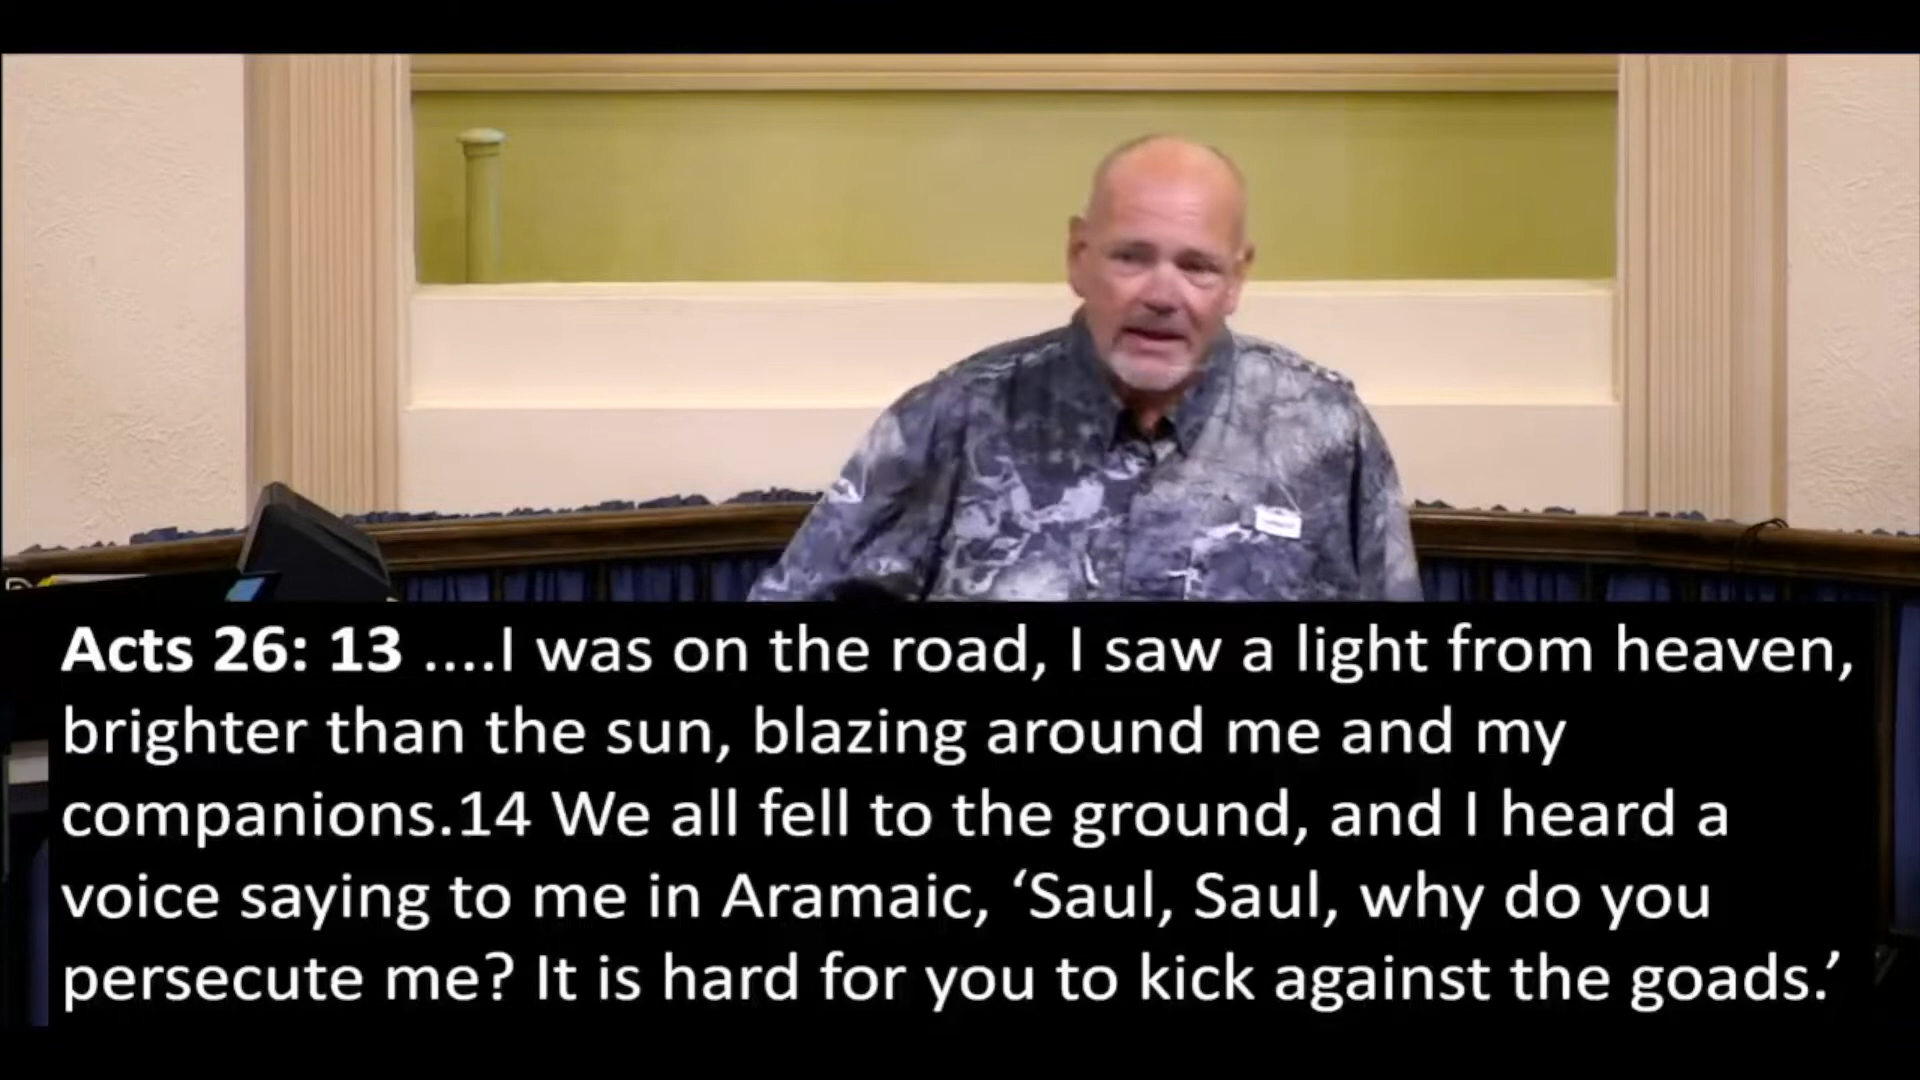 Acts 26: 13 ....I was on the road, I saw a light from heaven,
brighter than the sun, blazing around me and my
companions.14 We all fell to the ground, and I heard a
voice saying to me in Aramaic, ‘Saul, Saul, why do you
persecute me? It is hard for you to kick against the goads.’